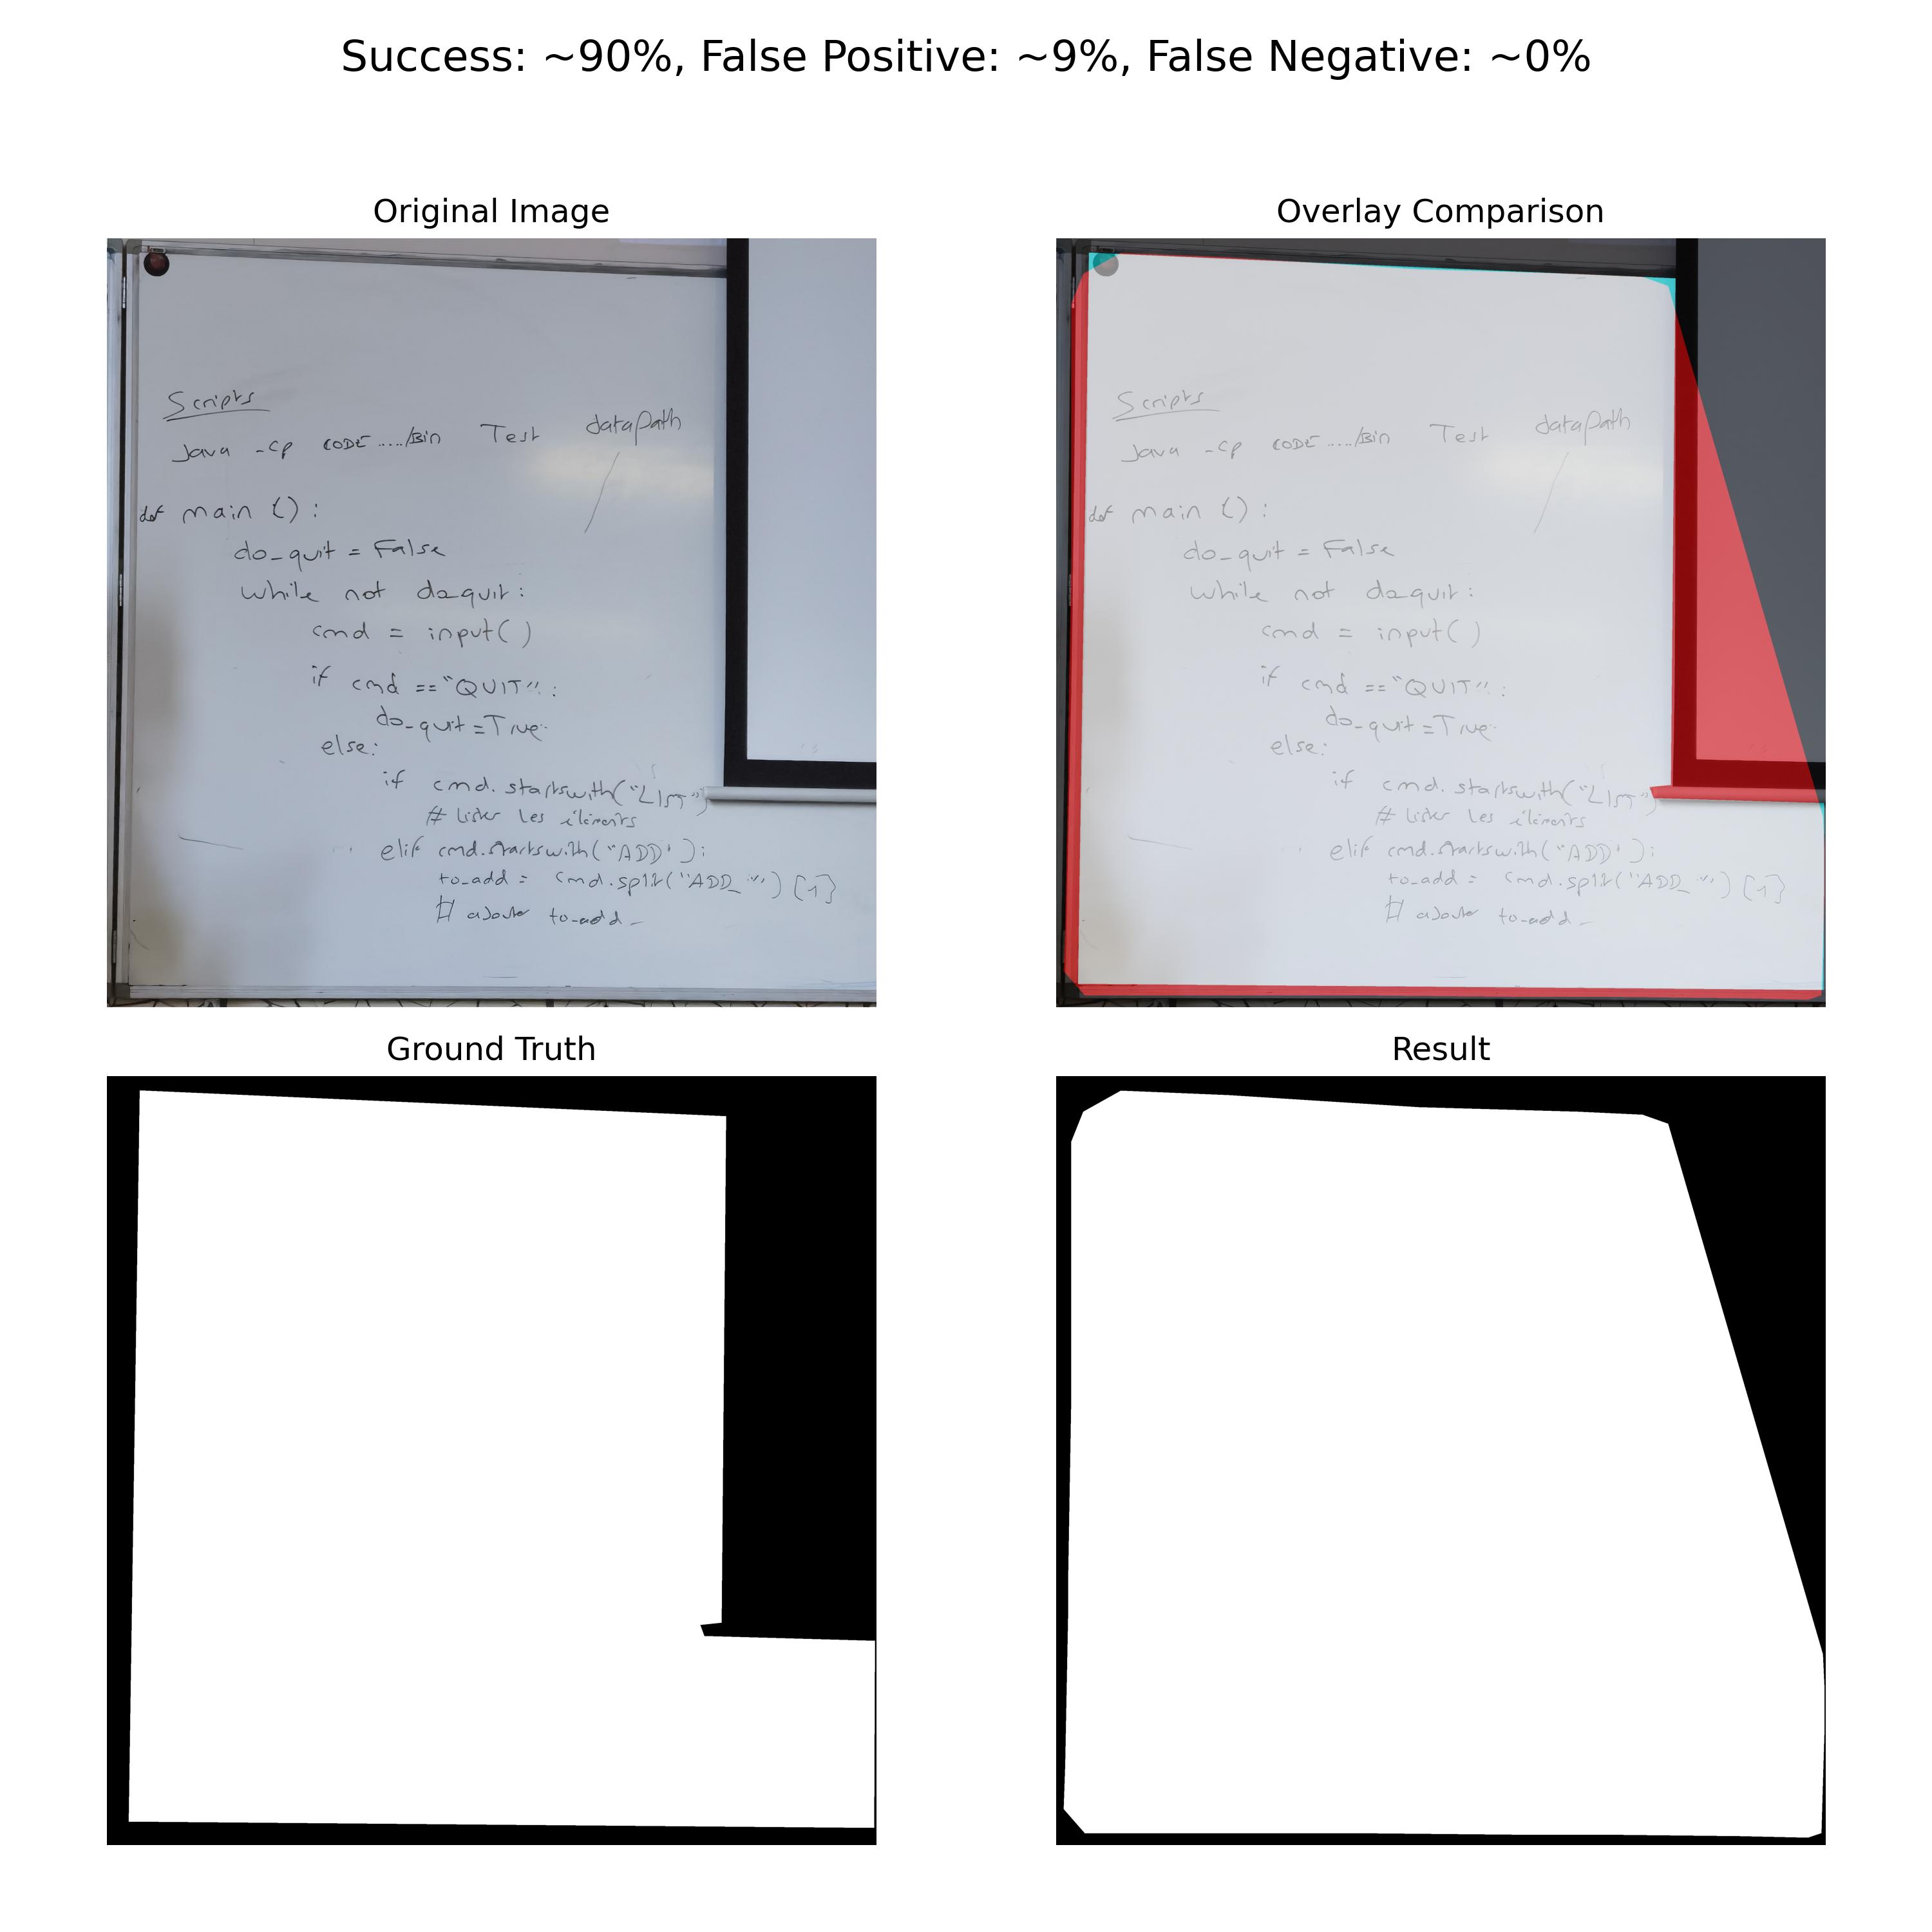 Success: ~90%, False Positive: ~9%, False Negative: ~0%
Original Image
Scripts
Java -cp CODE ...../Bin Test dataPath
def main () :
do_quit = False
while not do_quit :
cmd = input( )
if cmd == "QUIT" :
do_quit = True
else :
if cmd. startswith("LIST")
# Lister les éléments
elif cmd.startswith("ADD") :
to_add = cmd.split("ADD_ ") [1]
# ajouter to_add_
Overlay Comparison
Scripts
Java -cp CODE ...../Bin Test dataPath
def main () :
do_quit = False
while not do_quit :
cmd = input( )
if cmd == "QUIT" :
do_quit = True
else :
if cmd. startswith("LIST")
# Lister les éléments
elif cmd.startswith("ADD") :
to_add = cmd.split("ADD_ ") [1]
# ajouter to_add_
Ground Truth
Result